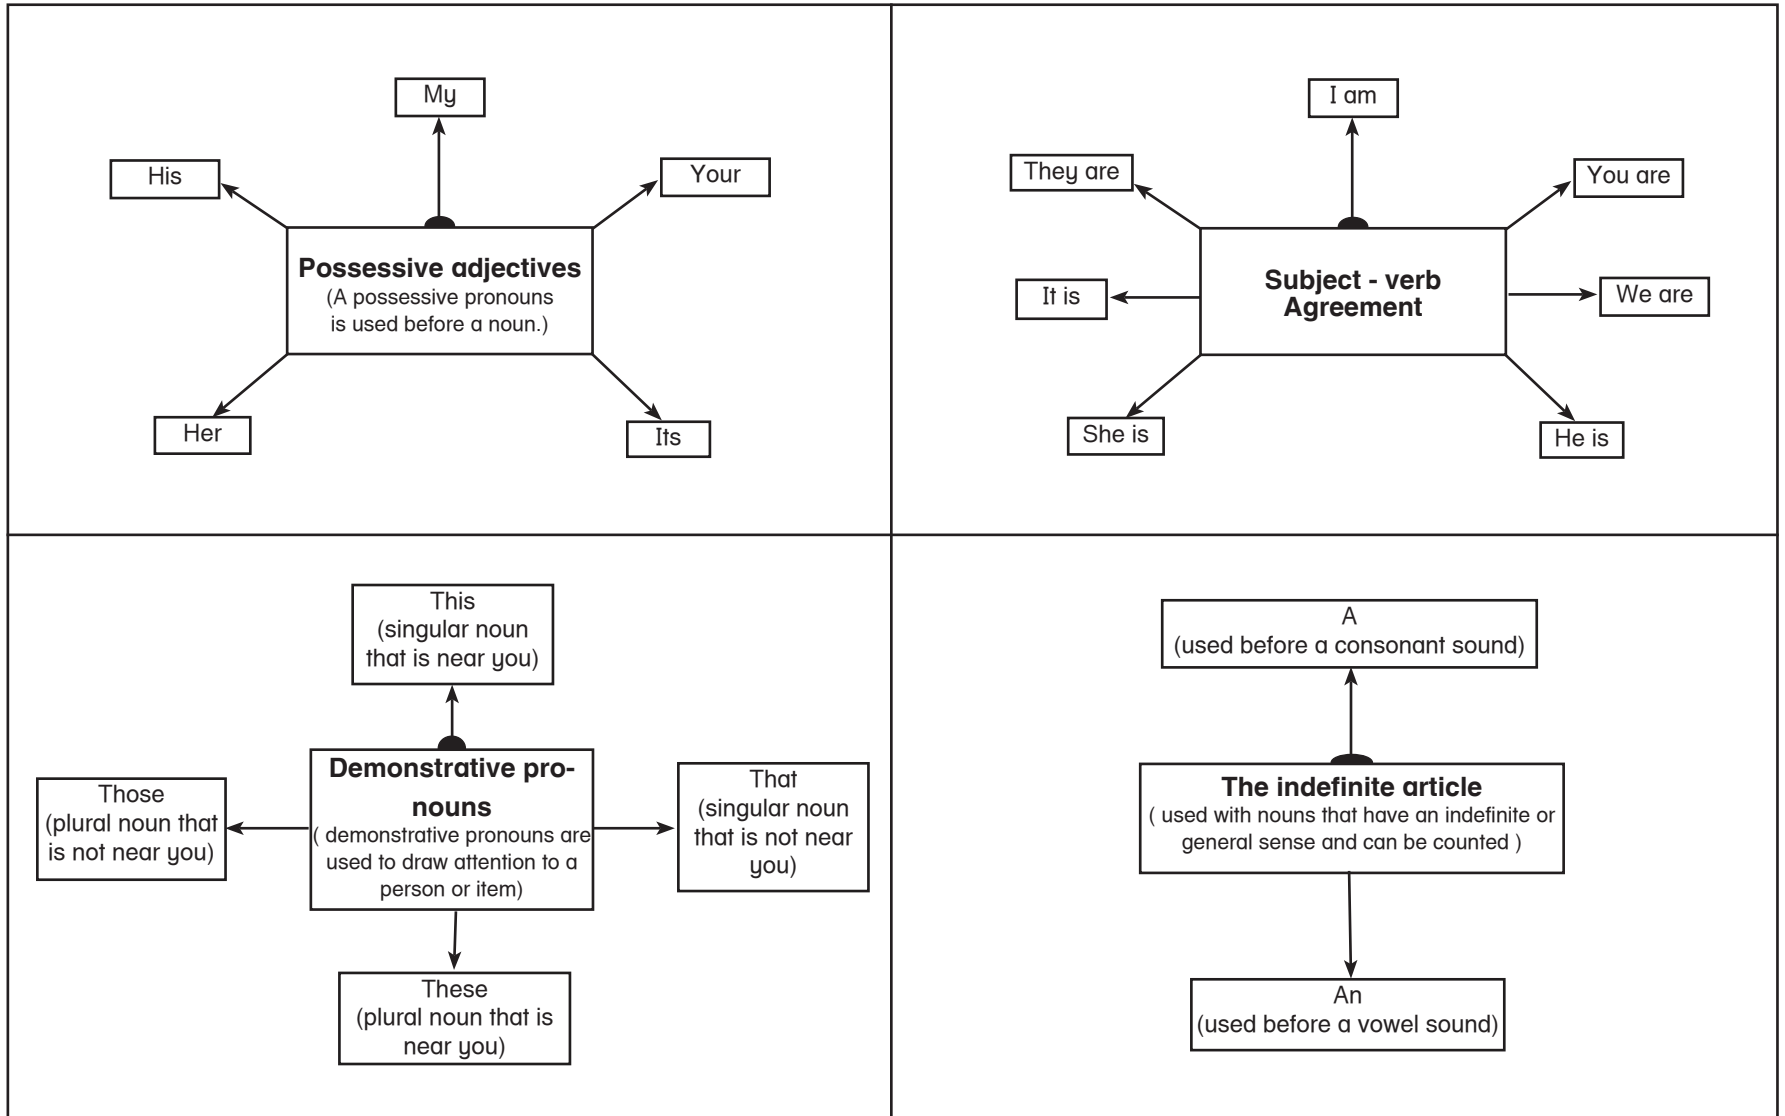 My
His
Your
Possessive adjectives
(A possessive pronouns
is used before a noun.)
Her
Its
I am
They are
You are
Subject - verb
Agreement
It is
We are
She is
He is
This
(singular noun
that is near you)
Demonstrative pro-
nouns
( demonstrative pronouns are
used to draw attention to a
person or item)
Those
(plural noun that
is not near you)
That
(singular noun
that is not near
you)
These
(plural noun that is
near you)
A
(used before a consonant sound)
The indefinite article
( used with nouns that have an indefinite or
general sense and can be counted )
An
(used before a vowel sound)